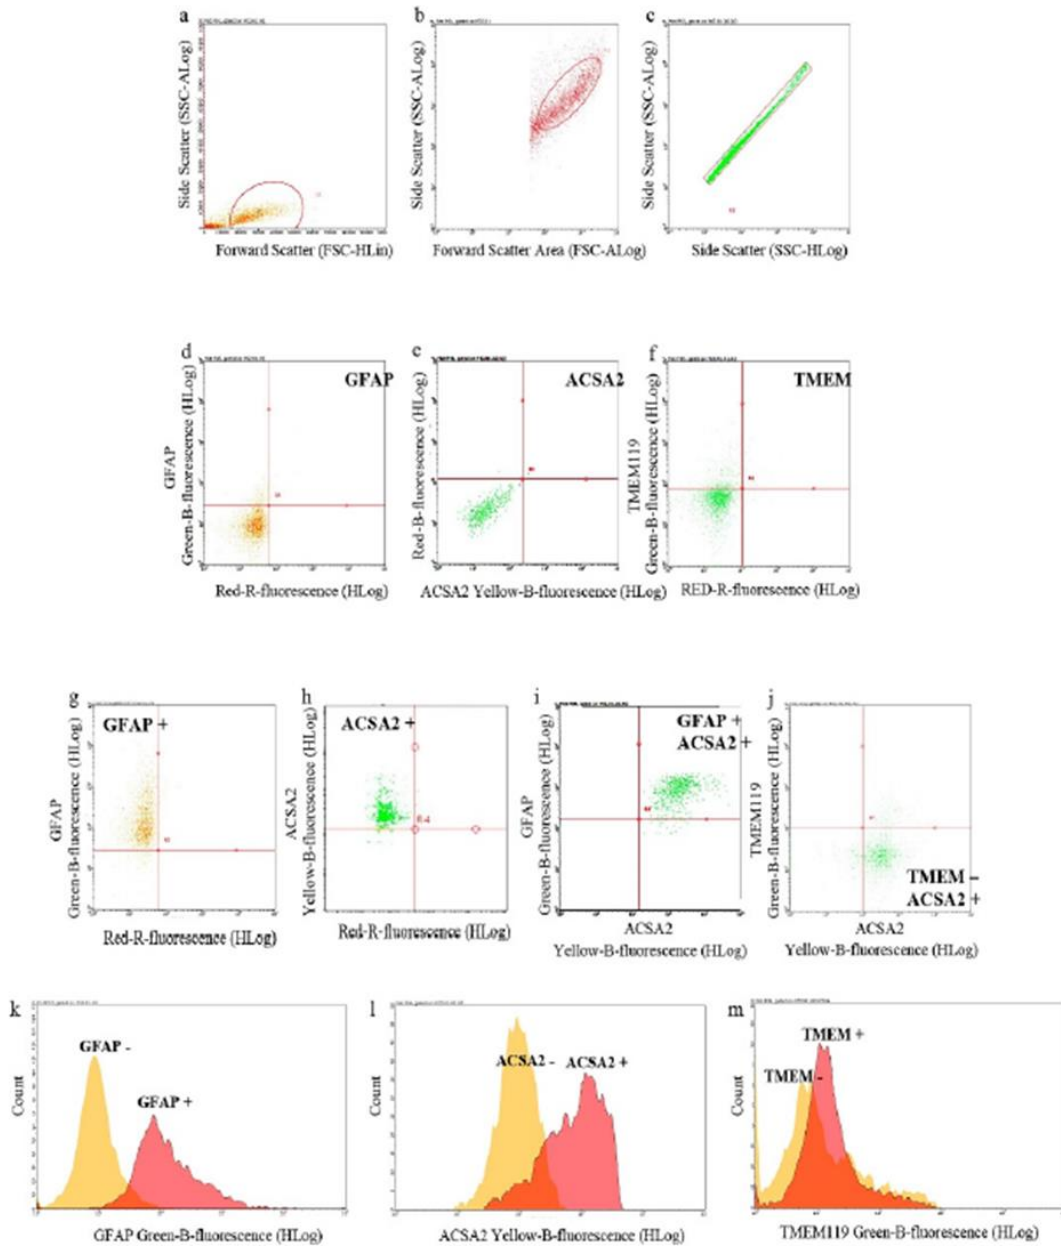 a
b
c
Side Scatter (SSC-ALog)
Side Scatter (SSC-ALog)
Side Scatter (SSC-ALog)
Forward Scatter (FSC-HLin)
Forward Scatter Area (FSC-ALog)
Side Scatter (SSC-HLog)
d
e
f
GFAP
ACSA2
TMEM
GFAP
Green-B-fluorescence (HLog)
Red-B-fluorescence (HLog)
TMEM119
Green-B-fluorescence (HLog)
Red-R-fluorescence (HLog)
ACSA2 Yellow-B-fluorescence (HLog)
RED-R-fluorescence (HLog)
g
h
i
j
GFAP +
ACSA2 +
GFAP +
ACSA2 +
TMEM –
ACSA2 +
GFAP
Green-B-fluorescence (HLog)
ACSA2
Yellow-B-fluorescence (HLog)
GFAP
Green-B-fluorescence (HLog)
TMEM119
Green-B-fluorescence (HLog)
Red-R-fluorescence (HLog)
Red-R-fluorescence (HLog)
ACSA2
Yellow-B-fluorescence (HLog)
ACSA2
Yellow-B-fluorescence (HLog)
k
l
m
GFAP -
GFAP +
ACSA2 -
ACSA2 +
TMEM +
TMEM -
Count
Count
Count
GFAP Green-B-fluorescence (HLog)
ACSA2 Yellow-B-fluorescence (HLog)
TMEM119 Green-B-fluorescence (HLog)